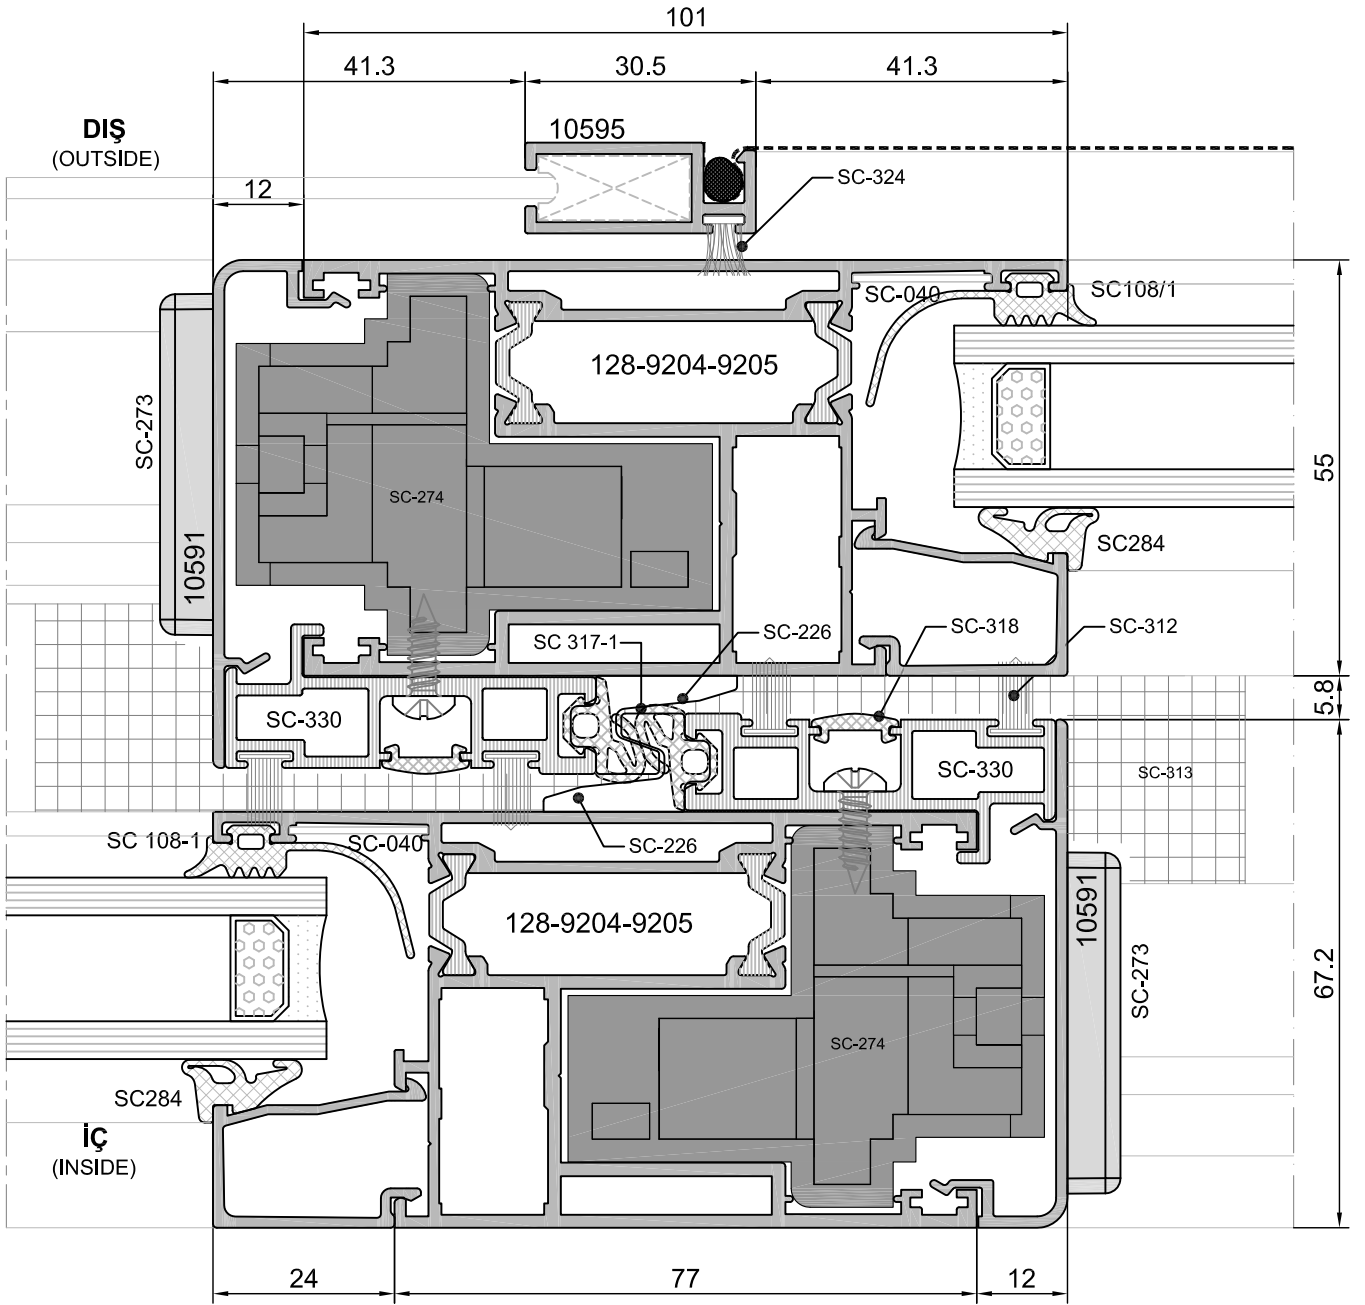 101
41.3
30.5
41.3
DIŞ
(OUTSIDE)
10595
12
SC-324
SC-040
SC108/1
128-9204-9205
SC-273
SC-274
55
10591
SC284
SC 317-1
SC-226
SC-318
SC-312
5.8
SC-330
SC-330
SC-313
SC 108-1
SC-040
SC-226
128-9204-9205
10591
SC-273
67.2
SC-274
SC284
İÇ
(INSIDE)
24
77
12